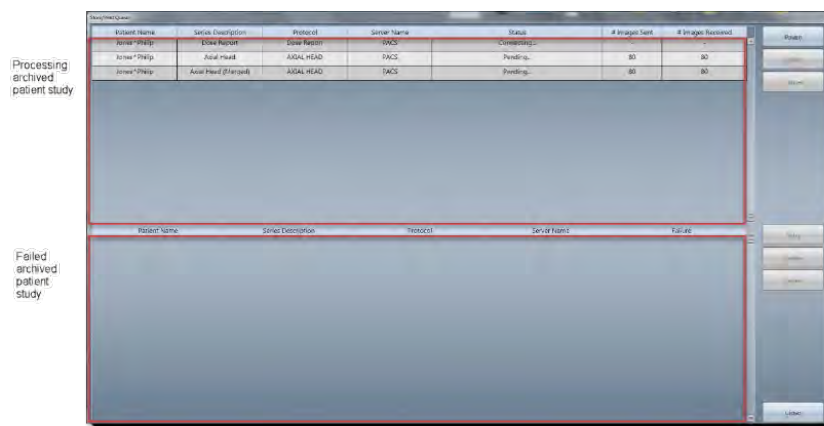 Patient Name Series Description Protocol Server Name Status # Images Sent # Images Received
Jones^Philip Dose Report Dose Report PACS Connecting... - -
Jones^Philip Axial Head AXIAL HEAD PACS Pending... 80 80
Jones^Philip Axial Head (Merged) AXIAL HEAD PACS Pending... 80 80
Processing
archived
patient study
Patient Name Series Description Protocol Server Name Failure
Failed
archived
patient
study